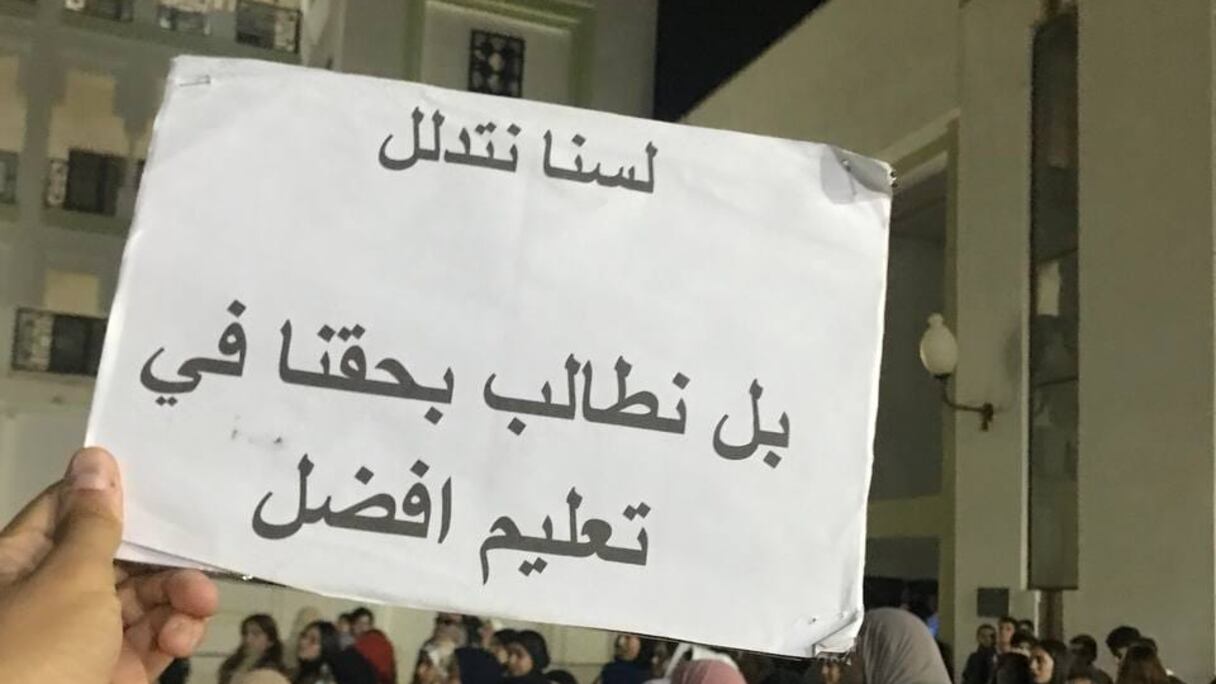 لسنا نتدلل
بل نطالب بحقنا في
تعليم افضل